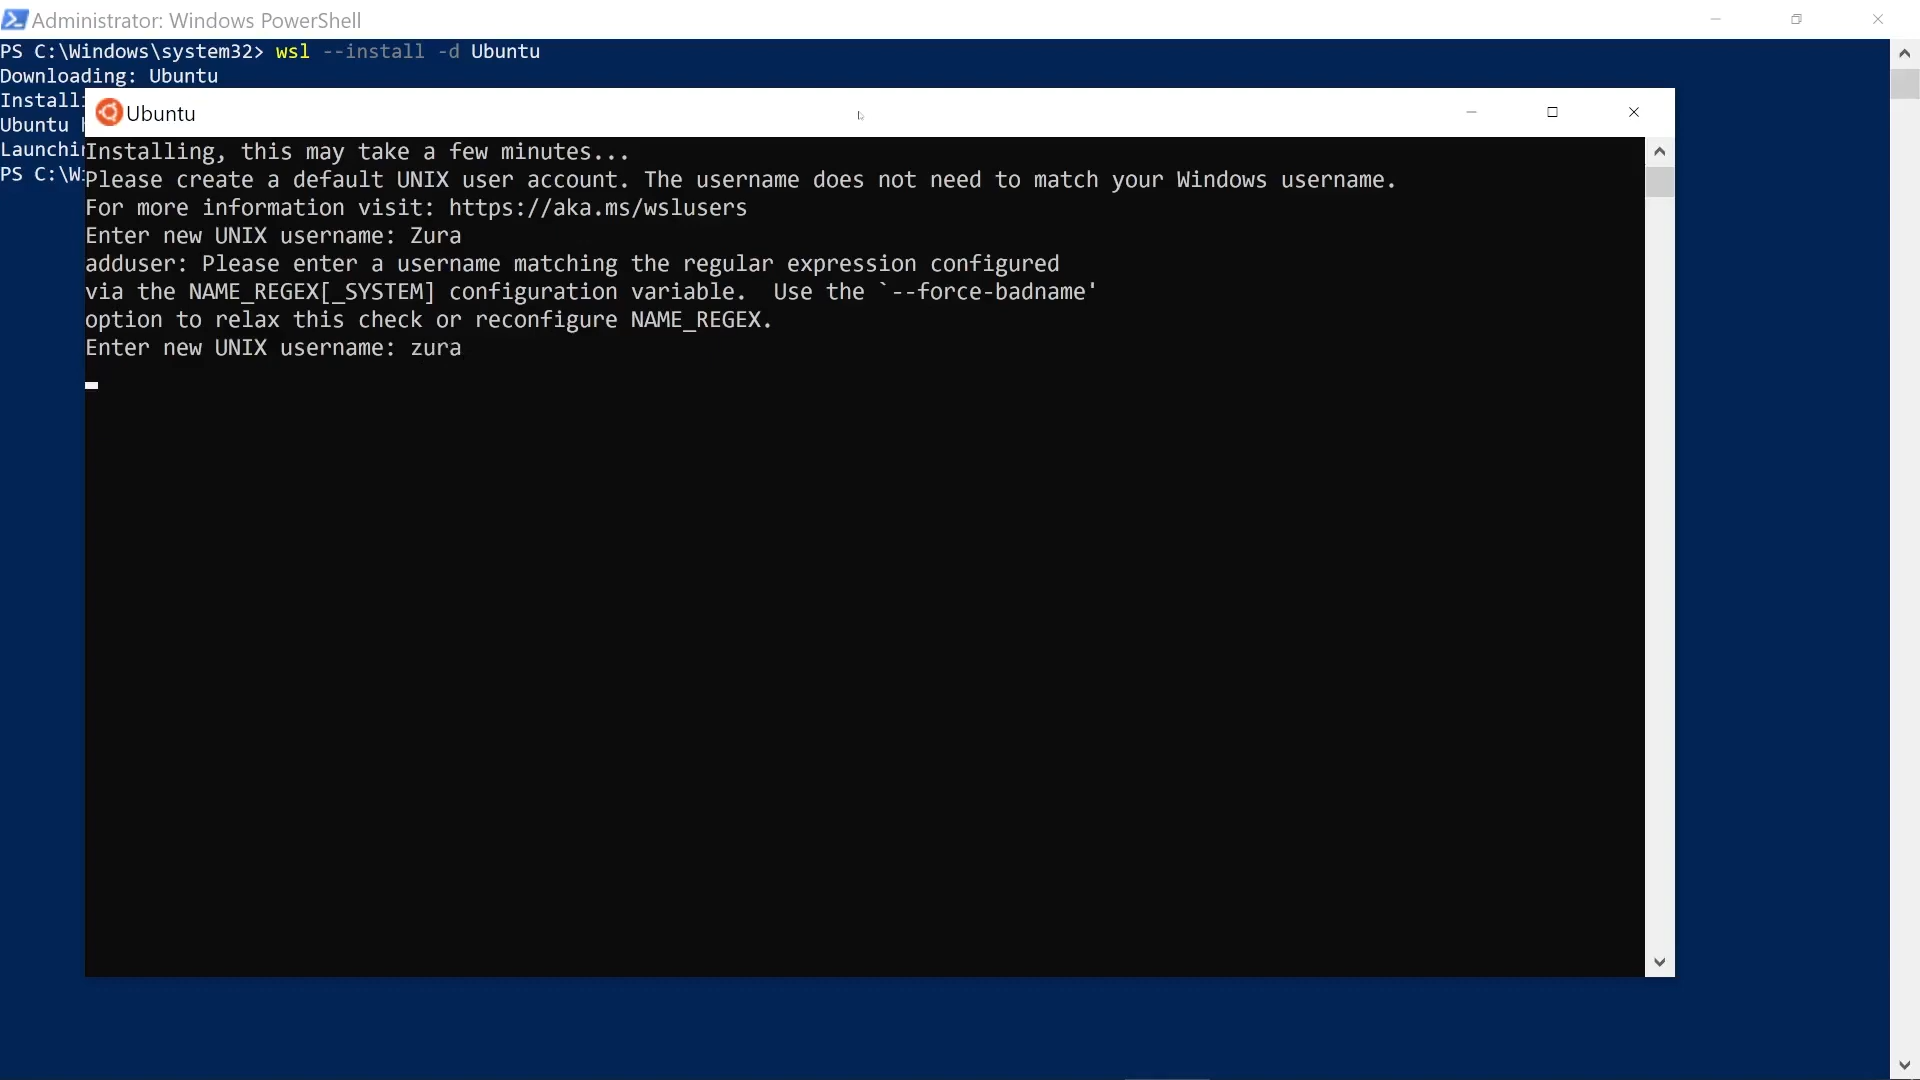 Administrator: Windows PowerShell
PS C:\Windows\system32> wsl --install -d Ubuntu
Downloading: Ubuntu
Installi
Ubuntu
Launchin
PS C:\W
Ubuntu
Installing, this may take a few minutes...
Please create a default UNIX user account. The username does not need to match your Windows username.
For more information visit: https://aka.ms/wslusers
Enter new UNIX username: Zura
adduser: Please enter a username matching the regular expression configured
via the NAME_REGEX[_SYSTEM] configuration variable.  Use the `--force-badname'
option to relax this check or reconfigure NAME_REGEX.
Enter new UNIX username: zura